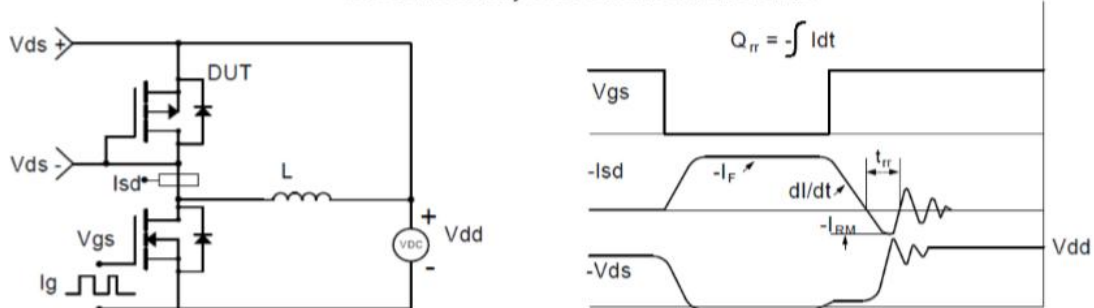 Vds +
DUT
Vds -
Isd
L
Vgs
Ig
+
VDC
-
Vdd
Qrr = -∫ Idt
Vgs
-Isd
-IF
dI/dt
trr
-IRM
-Vds
Vdd